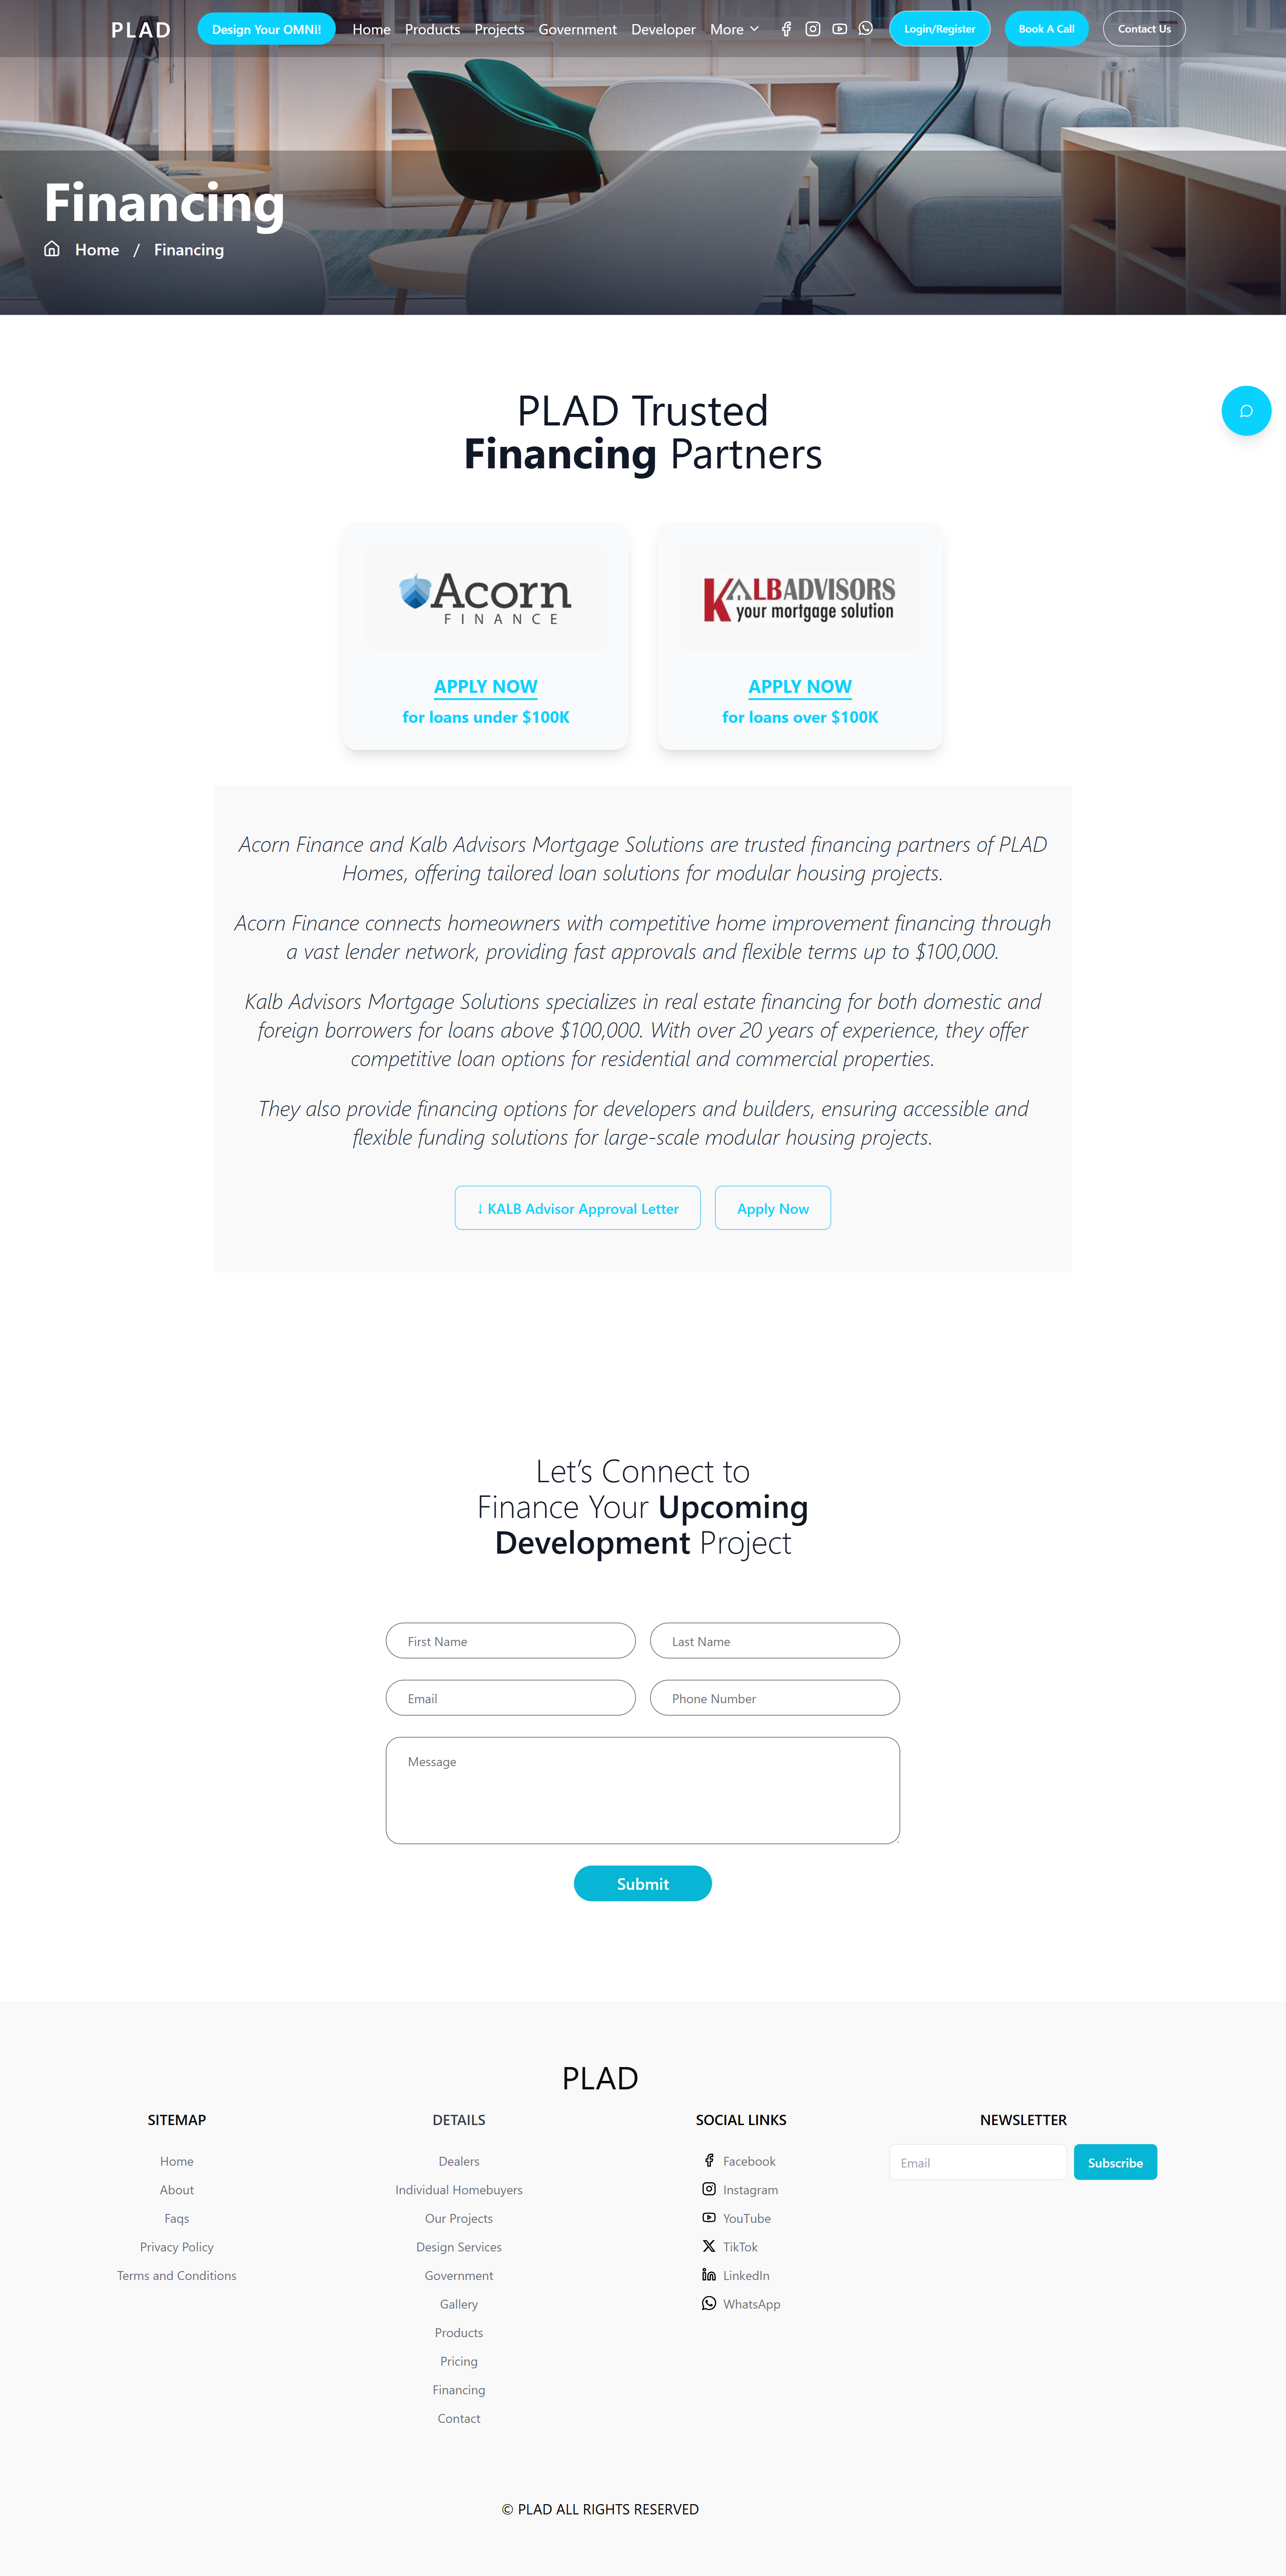 PLAD
Design Your OMNI!
Home
Products
Projects
Government
Developer
More
Login/Register
Book A Call
Contact Us
Financing
Home / Financing
PLAD Trusted
Financing Partners
Acorn
FINANCE
APPLY NOW
for loans under $100K
KALBADVISORS
your mortgage solution
APPLY NOW
for loans over $100K
Acorn Finance and Kalb Advisors Mortgage Solutions are trusted financing partners of PLAD
Homes, offering tailored loan solutions for modular housing projects.
Acorn Finance connects homeowners with competitive home improvement financing through
a vast lender network, providing fast approvals and flexible terms up to $100,000.
Kalb Advisors Mortgage Solutions specializes in real estate financing for both domestic and
foreign borrowers for loans above $100,000. With over 20 years of experience, they offer
competitive loan options for residential and commercial properties.
They also provide financing options for developers and builders, ensuring accessible and
flexible funding solutions for large-scale modular housing projects.
↓ KALB Advisor Approval Letter
Apply Now
Let’s Connect to
Finance Your Upcoming
Development Project
First Name
Last Name
Email
Phone Number
Message
Submit
PLAD
SITEMAP
Home
About
Faqs
Privacy Policy
Terms and Conditions
DETAILS
Dealers
Individual Homebuyers
Our Projects
Design Services
Government
Gallery
Products
Pricing
Financing
Contact
SOCIAL LINKS
Facebook
Instagram
YouTube
TikTok
LinkedIn
WhatsApp
NEWSLETTER
Email
Subscribe
© PLAD ALL RIGHTS RESERVED